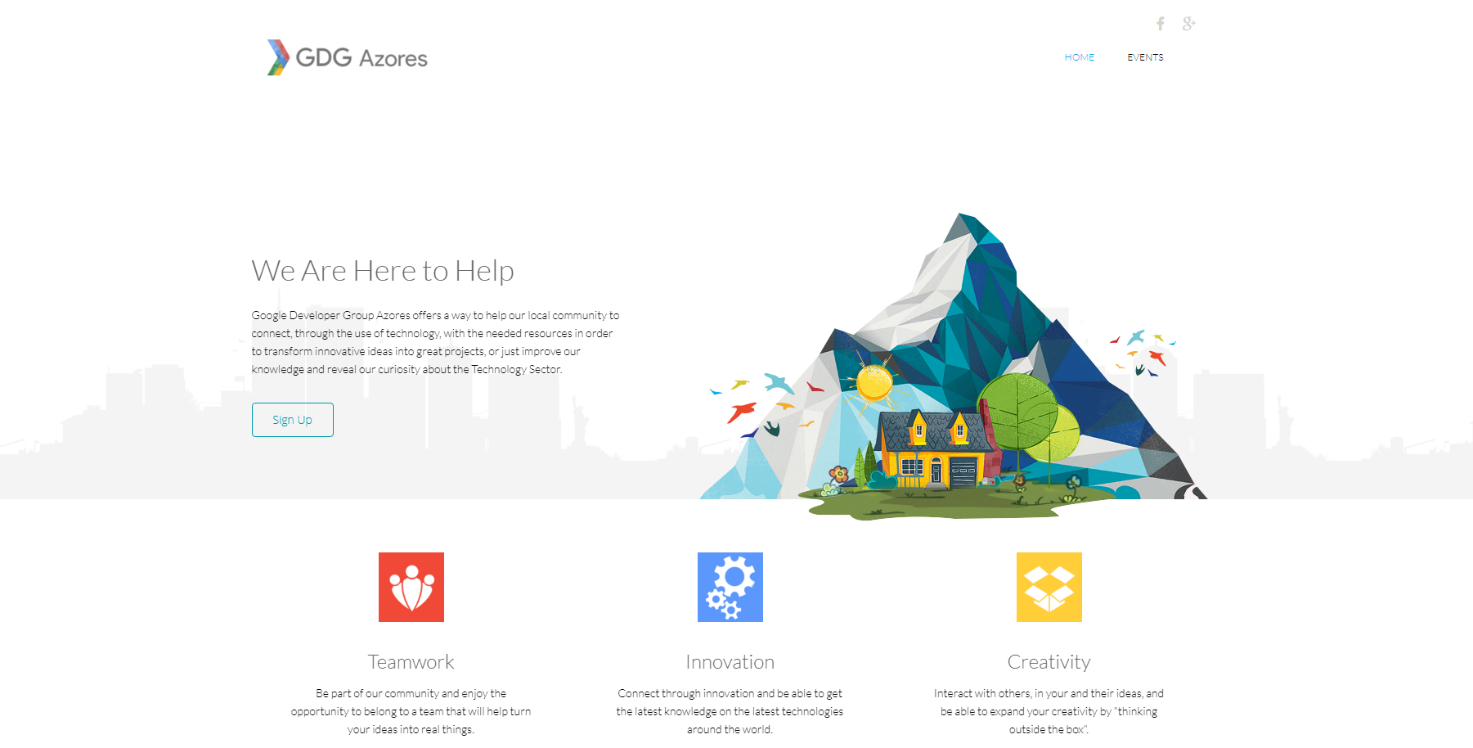 GDG Azores
HOME EVENTS
We Are Here to Help
Google Developer Group Azores offers a way to help our local community to
connect, through the use of technology, with the needed resources in order
to transform innovative ideas into great projects, or just improve our
knowledge and reveal our curiosity about the Technology Sector.
Sign Up
Teamwork
Be part of our community and enjoy the
opportunity to belong to a team that will help turn
your ideas into real things.
Innovation
Connect through innovation and be able to get
the latest knowledge on the latest technologies
around the world.
Creativity
Interact with others, in your and their ideas, and
be able to expand your creativity by "thinking
outside the box".